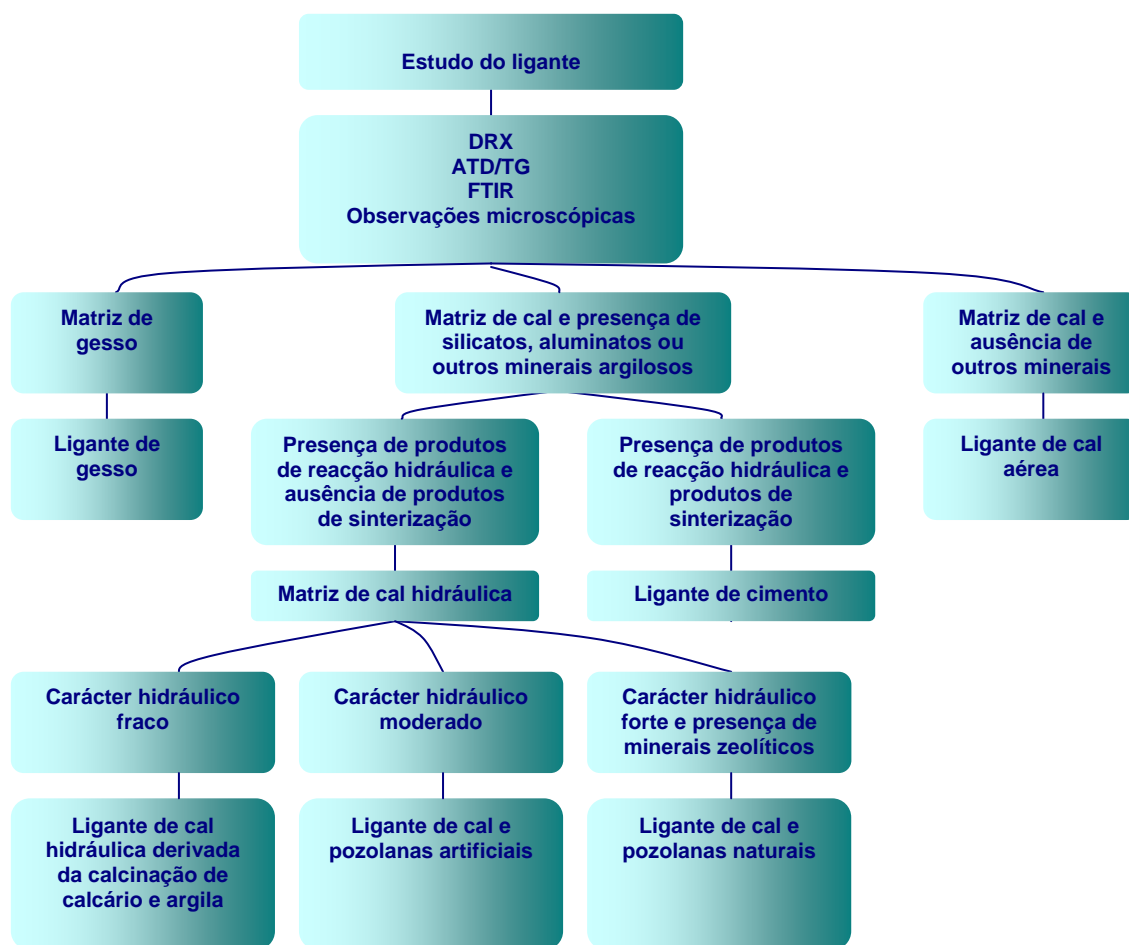 Estudo do ligante
DRX
ATD/TG
FTIR
Observações microscópicas
Matriz de
gesso
Matriz de cal e presença de
silicatos, aluminatos ou
outros minerais argilosos
Matriz de cal e
ausência de
outros minerais
Ligante de
gesso
Presença de produtos
de reacção hidráulica e
ausência de produtos
de sinterização
Presença de produtos
de reacção hidráulica e
produtos de
sinterização
Ligante de cal
aérea
Matriz de cal hidráulica
Ligante de cimento
Carácter hidráulico
fraco
Carácter hidráulico
moderado
Carácter hidráulico
forte e presença de
minerais zeolíticos
Ligante de cal
hidráulica derivada
da calcinação de
calcário e argila
Ligante de cal e
pozolanas artificiais
Ligante de cal e
pozolanas naturais